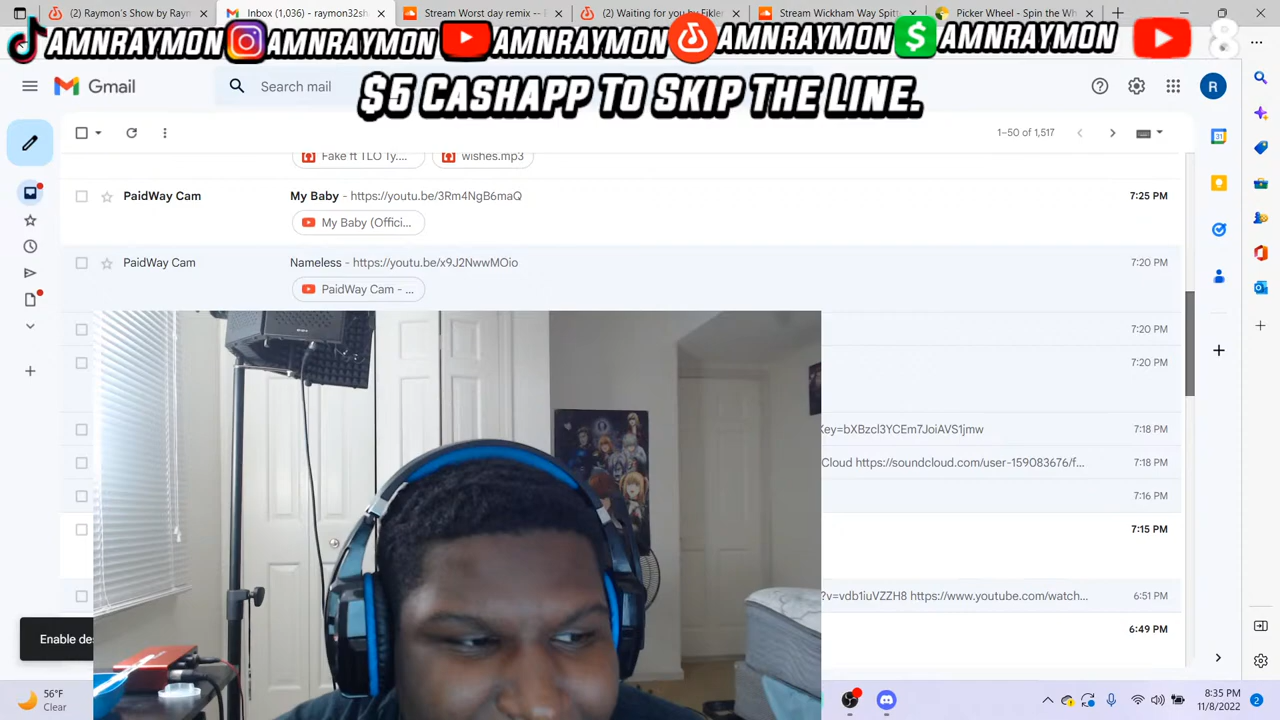 Raymon's Shop by Raym
Inbox (1,036) - raymon32sh
Stream Worst day remix --
(2) Waiting for you by Fikler
Stream Wickham Way Spitt
Picker Wheel - Spin the Wh
AMNRAYMON AMNRAYMON AMNRAYMON AMNRAYMON AMNRAYMON
$5 CASHAPP TO SKIP THE LINE.
Gmail
Search mail
R
1–50 of 1,517
Fake ft TLO Ty....
wishes.mp3
PaidWay Cam
My Baby - https://youtu.be/3Rm4NgB6maQ
7:25 PM
My Baby (Offici...
PaidWay Cam
Nameless - https://youtu.be/x9J2NwwMOio
7:20 PM
PaidWay Cam - ...
7:20 PM
7:20 PM
Key=bXBzcl3YCEm7JoiAVS1jmw
7:18 PM
Cloud https://soundcloud.com/user-159083676/f...
7:18 PM
7:16 PM
7:15 PM
?v=vdb1iuVZZH8 https://www.youtube.com/watch...
6:51 PM
6:49 PM
Enable des
56°F
Clear
8:35 PM
11/8/2022
2